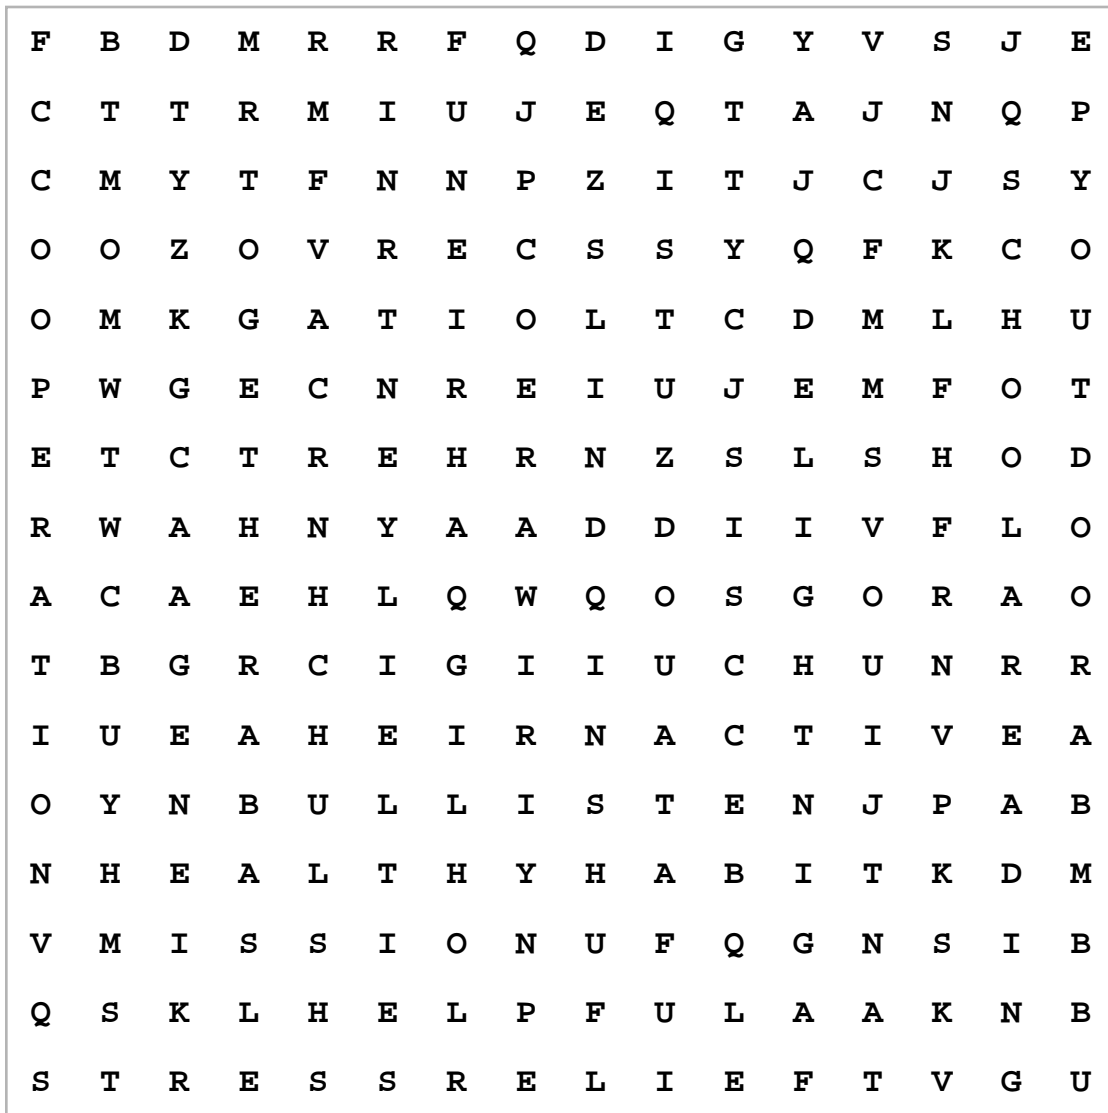 F B D M R R F Q D I G Y V S J E
C T T R M I U J E Q T A J N Q P
C M Y T F N N P Z I T J C J S Y
O O Z O V R E C S S Y Q F K C O
O M K G A T I O L T C D M L H U
P W G E C N R E I U J E M F O T
E T C T R E H R N Z S L S H O D
R W A H N Y A A D D I I V F L O
A C A E H L Q W Q O S G O R A O
T B G R C I G I I U C H U N R R
I U E A H E I R N A C T I V E A
O Y N B U L L I S T E N J P A B
N H E A L T H Y H A B I T K D M
V M I S S I O N U F Q G N S I B
Q S K L H E L P F U L A A K N B
S T R E S S R E L I E F T V G U